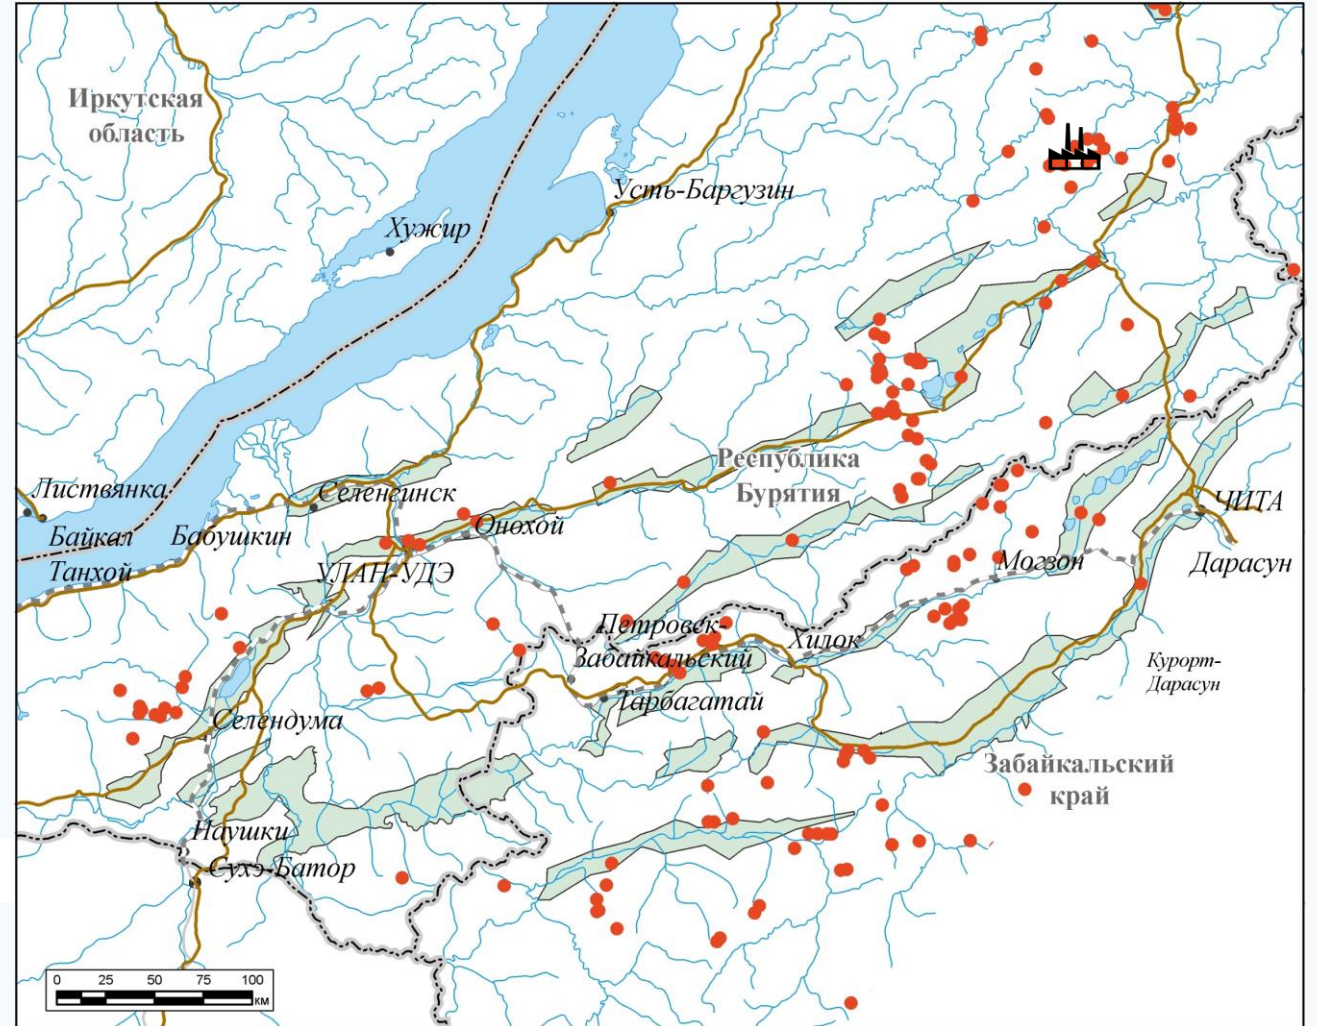 Иркутская
область
Усть-Баргузин
Хужир
Республика
Бурятия
Листвянка
Селенгинск
ЧИТА
Байкал
Бабушкин
Онохой
Танхой
УЛАН-УДЭ
Могзон
Дарасун
Петровск-
Забайкальский
Хилок
Курорт-
Дарасун
Тарбагатай
Селендума
Забайкальский
край
Наушки
Сухэ-Батор
0 25 50 75 100
км